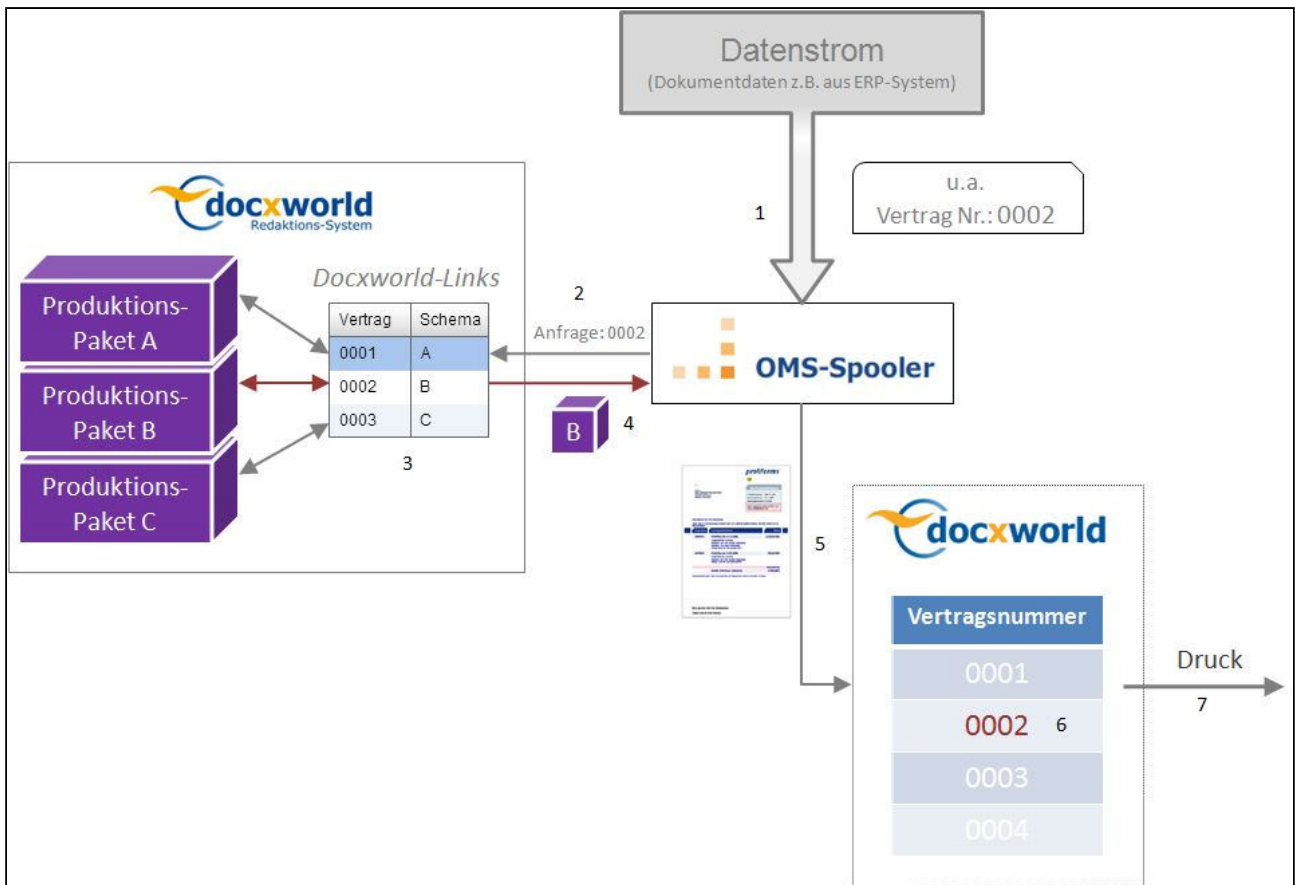 Datenstrom
(Dokumentdaten z.B. aus ERP-System)
1
u.a.
Vertrag Nr.: 0002
docxworld
Redaktions-System
Produktions-
Paket A
Produktions-
Paket B
Produktions-
Paket C
Docxworld-Links
Vertrag Schema
0001 A
0002 B
0003 C
3
2
Anfrage: 0002
B
4
OMS-Spooler
proVforms
5
docxworld
Vertragsnummer
0001
0002 6
0003
0004
Druck
7